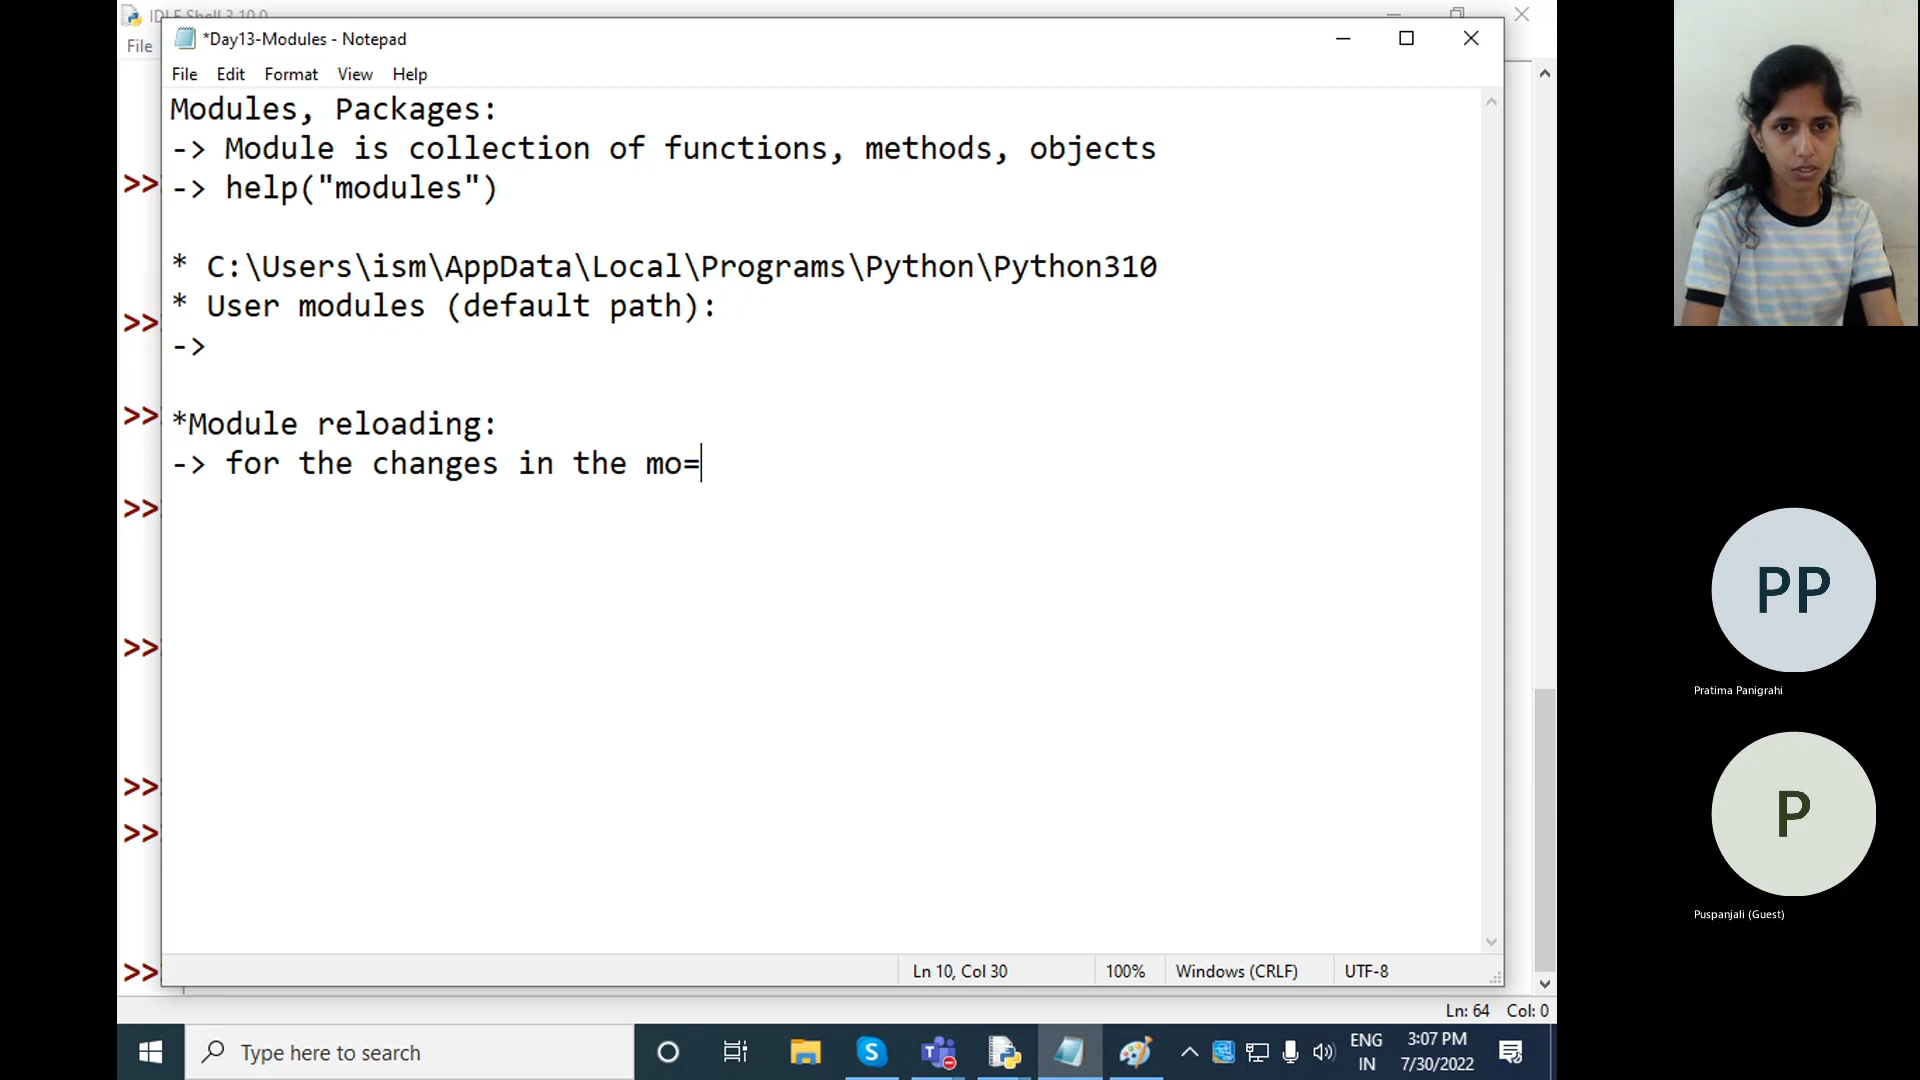 IDLE Shell 3.10.0
File
*Day13-Modules - Notepad
File Edit Format View Help
Modules, Packages:
-> Module is collection of functions, methods, objects
-> help("modules")
* C:\Users\ism\AppData\Local\Programs\Python\Python310
* User modules (default path):
->
*Module reloading:
-> for the changes in the mo=
>>
>>
>>
>>
>>
>>
>>
>>
Ln 10, Col 30 100% Windows (CRLF) UTF-8
Ln: 64 Col: 0
Type here to search
ENG
IN
3:07 PM
7/30/2022
PP
Pratima Panigrahi
P
Puspanjali (Guest)